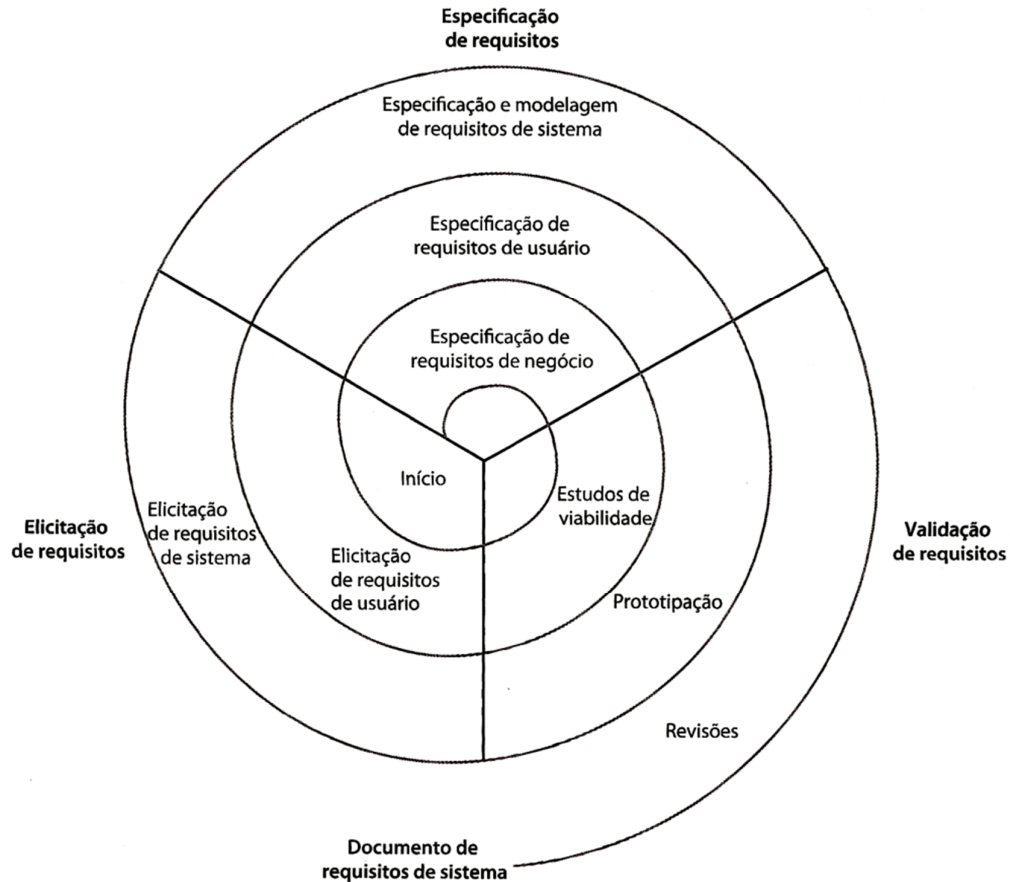 Especificação
de requisitos
Especificação e modelagem
de requisitos de sistema
Especificação de
requisitos de usuário
Especificação de
requisitos de negócio
Início
Estudos de
viabilidade
Elicitação
de requisitos
Elicitação
de requisitos
de sistema
Elicitação
de requisitos
de usuário
Validação
de requisitos
Prototipação
Revisões
Documento de
requisitos de sistema